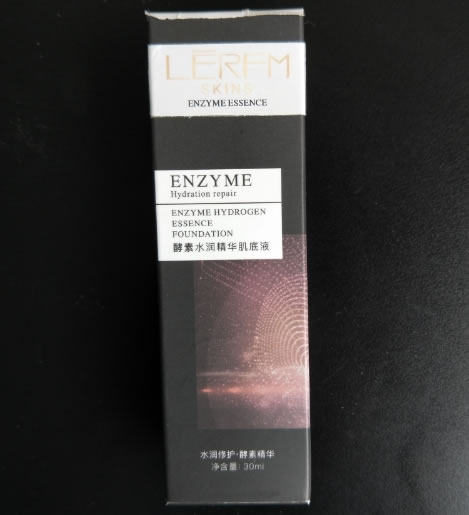 LĒRFM
SKINS
ENZYME ESSENCE
ENZYME
Hydration repair
ENZYME HYDROGEN
ESSENCE
FOUNDATION
酵素水润精华肌底液
水润修护·酵素精华
净含量: 30ml